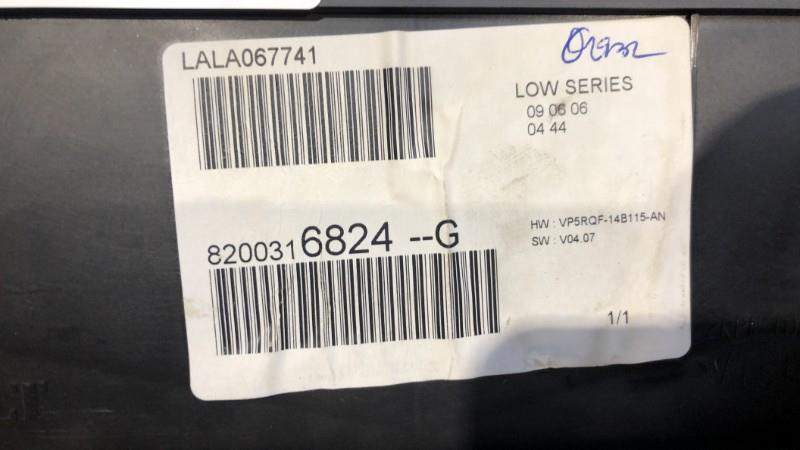 LALA067741
LOW SERIES
09 06 06
04 44
8200316824 --G
HW : VP5RQF-14B115-AN
SW : V04.07
1/1